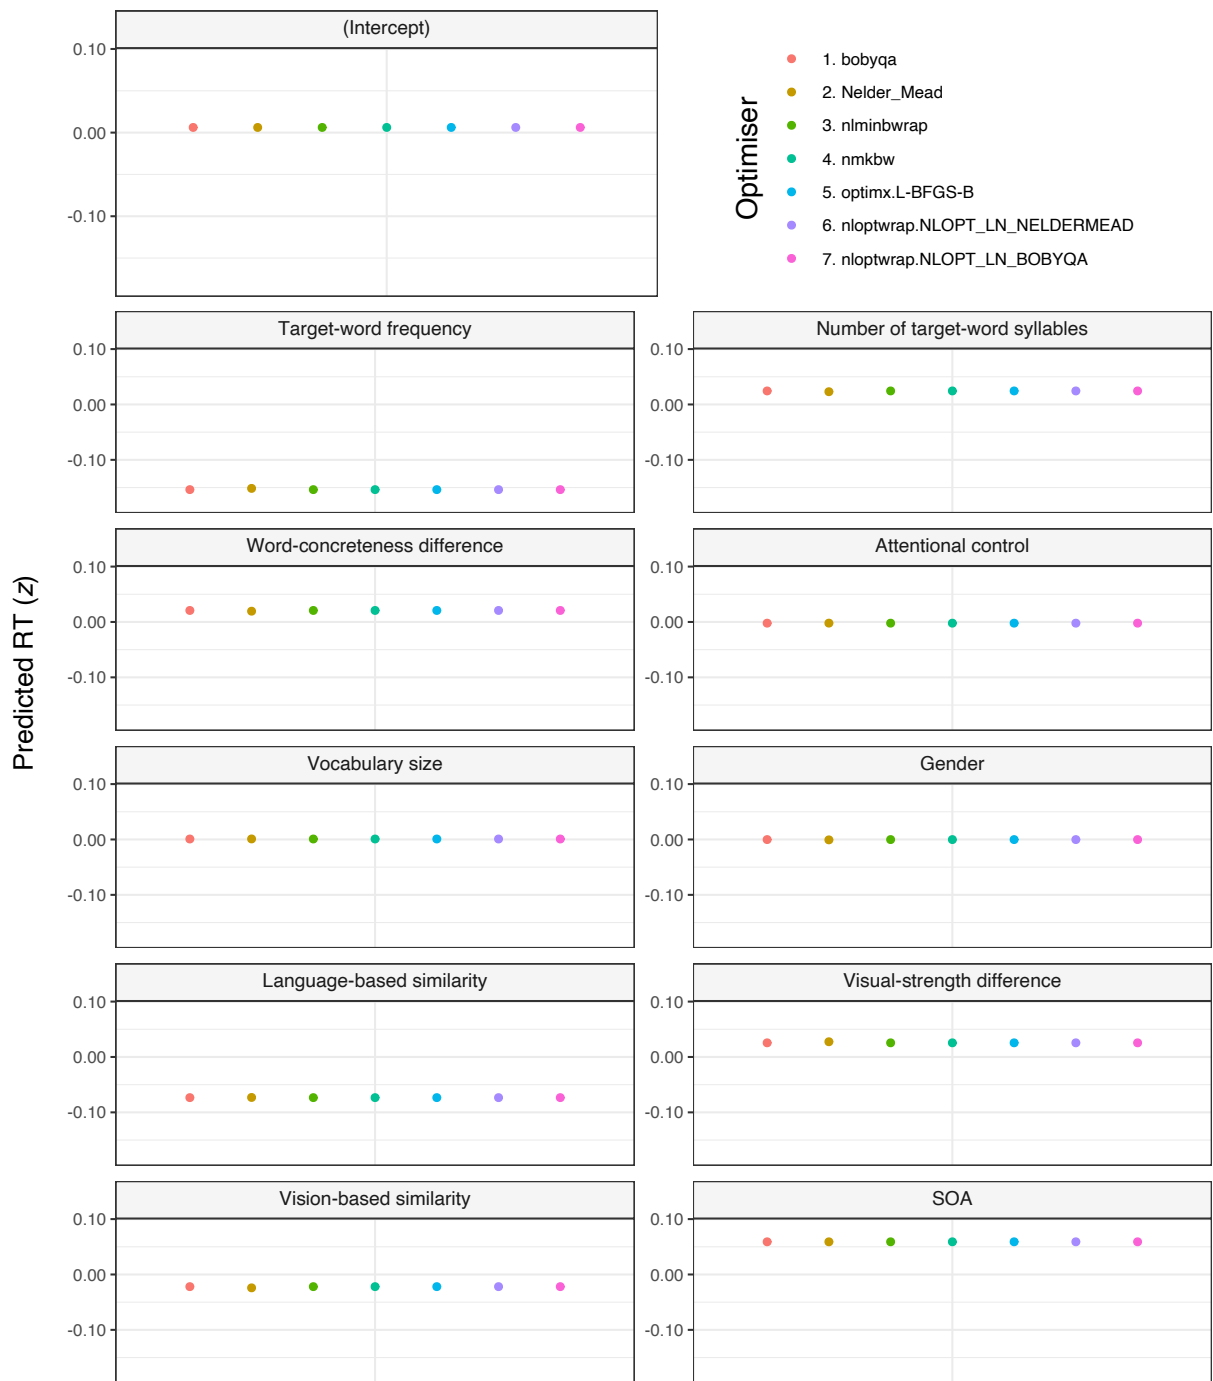 (Intercept)
0.10
0.00
-0.10
Optimiser
1. bobyqa
2. Nelder_Mead
3. nlminbwrap
4. nmkbw
5. optimx.L-BFGS-B
6. nloptwrap.NLOPT_LN_NELDERMEAD
7. nloptwrap.NLOPT_LN_BOBYQA
Predicted RT (z)
Target-word frequency
0.10
0.00
-0.10
Number of target-word syllables
0.10
0.00
-0.10
Word-concreteness difference
0.10
0.00
-0.10
Attentional control
0.10
0.00
-0.10
Vocabulary size
0.10
0.00
-0.10
Gender
0.10
0.00
-0.10
Language-based similarity
0.10
0.00
-0.10
Visual-strength difference
0.10
0.00
-0.10
Vision-based similarity
0.10
0.00
-0.10
SOA
0.10
0.00
-0.10